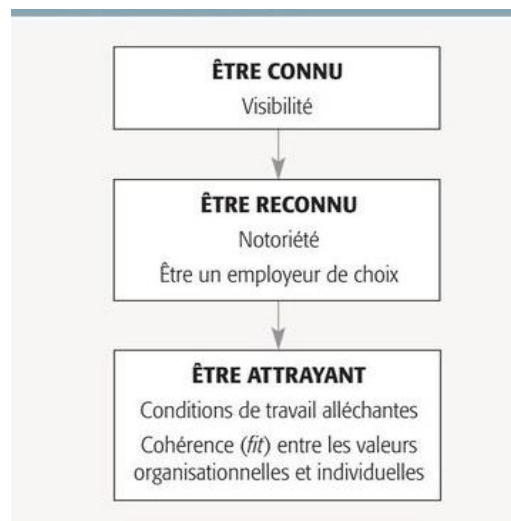 ÊTRE CONNU
Visibilité
ÊTRE RECONNU
Notoriété
Être un employeur de choix
ÊTRE ATTRAYANT
Conditions de travail alléchantes
Cohérence (fit) entre les valeurs
organisationnelles et individuelles